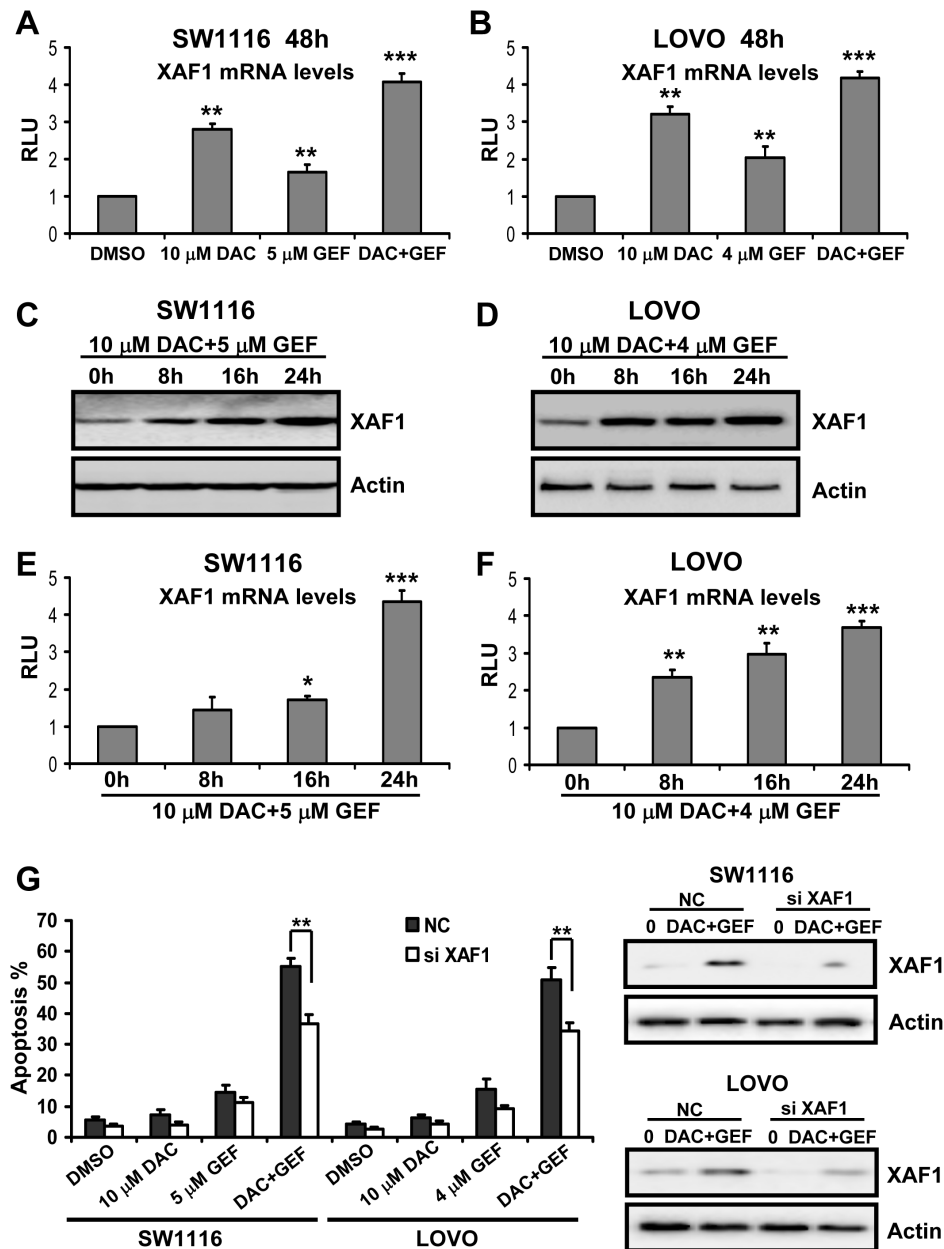 A
SW1116 48h
XAF1 mRNA levels
RLU
5
4
3
2
1
0
**
**
***
DMSO 10 μM DAC 5 μM GEF DAC+GEF
B
LOVO 48h
XAF1 mRNA levels
RLU
5
4
3
2
1
0
**
**
***
DMSO 10 μM DAC 4 μM GEF DAC+GEF
C
SW1116
10 μM DAC+5 μM GEF
0h 8h 16h 24h
XAF1
Actin
D
LOVO
10 μM DAC+4 μM GEF
0h 8h 16h 24h
XAF1
Actin
E
SW1116
XAF1 mRNA levels
RLU
5
4
3
2
1
0
*
***
0h 8h 16h 24h
10 μM DAC+5 μM GEF
F
LOVO
XAF1 mRNA levels
RLU
5
4
3
2
1
0
**
**
***
0h 8h 16h 24h
10 μM DAC+4 μM GEF
G
Apoptosis %
70
60
50
40
30
20
10
0
NC
si XAF1
**
**
DMSO 10 μM DAC 5 μM GEF DAC+GEF DMSO 10 μM DAC 4 μM GEF DAC+GEF
SW1116 LOVO
SW1116
NC si XAF1
0 DAC+GEF 0 DAC+GEF
XAF1
Actin
LOVO
NC si XAF1
0 DAC+GEF 0 DAC+GEF
XAF1
Actin